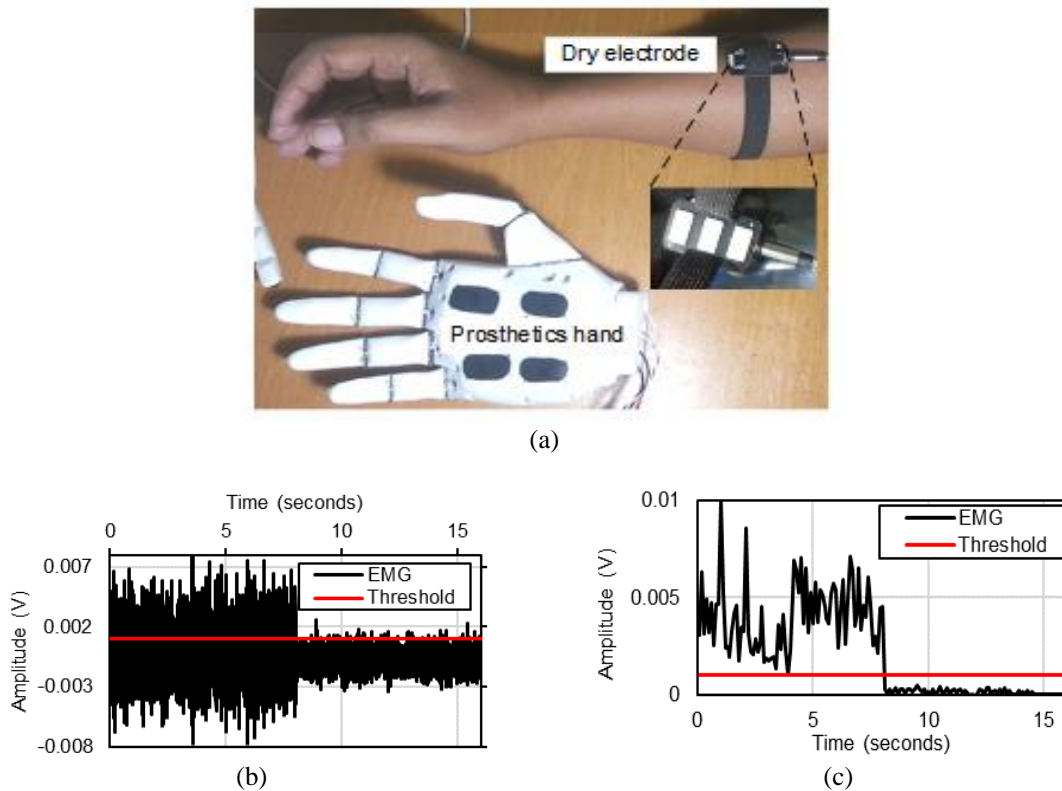 Dry electrode
Prosthetics hand
(a)
Time (seconds)
0 5 10 15
0.007
0.002
-0.003
-0.008
Amplitude (V)
EMG
Threshold
(b)
0.01
0.005
0
Amplitude (V)
EMG
Threshold
0 5 10 15
Time (seconds)
(c)